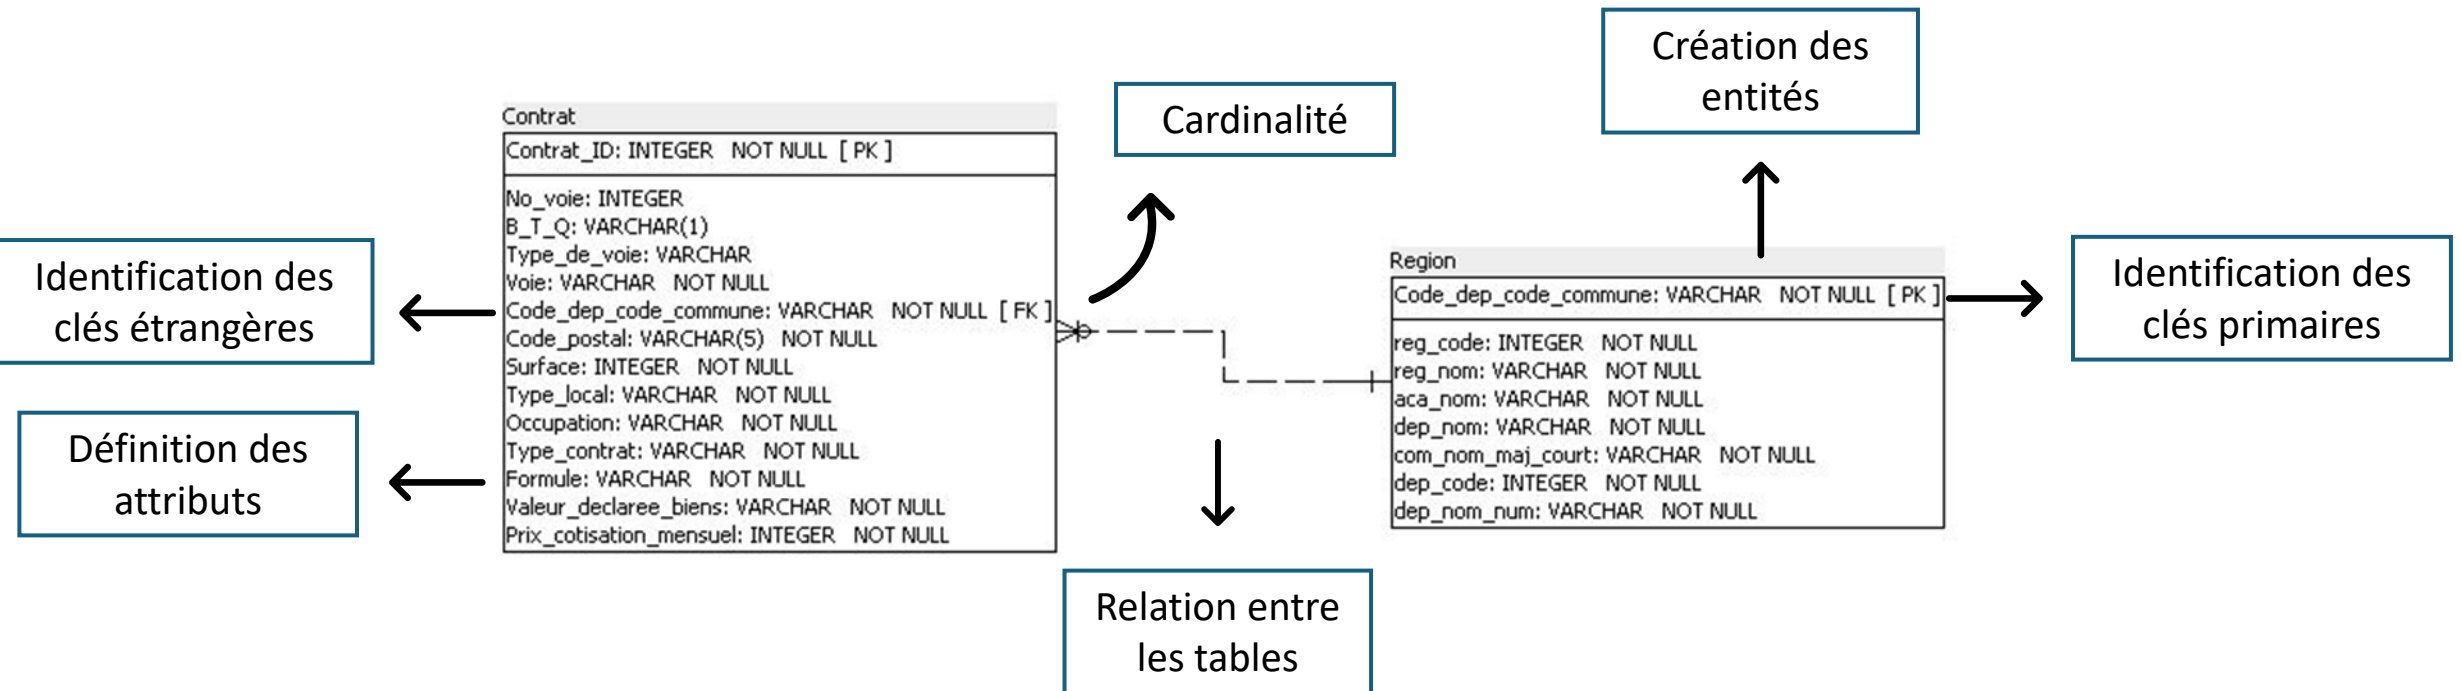 Création des
entités
Cardinalité
Contrat
Contrat_ID: INTEGER NOT NULL [ PK ]
No_voie: INTEGER
B_T_Q: VARCHAR(1)
Type_de_voie: VARCHAR
Voie: VARCHAR NOT NULL
Code_dep_code_commune: VARCHAR NOT NULL [ FK ]
Code_postal: VARCHAR(5) NOT NULL
Surface: INTEGER NOT NULL
Type_local: VARCHAR NOT NULL
Occupation: VARCHAR NOT NULL
Type_contrat: VARCHAR NOT NULL
Formule: VARCHAR NOT NULL
Valeur_declaree_biens: VARCHAR NOT NULL
Prix_cotisation_mensuel: INTEGER NOT NULL
Identification des
clés étrangères
Définition des
attributs
Region
Code_dep_code_commune: VARCHAR NOT NULL [ PK ]
reg_code: INTEGER NOT NULL
reg_nom: VARCHAR NOT NULL
aca_nom: VARCHAR NOT NULL
dep_nom: VARCHAR NOT NULL
com_nom_maj_court: VARCHAR NOT NULL
dep_code: INTEGER NOT NULL
dep_nom_num: VARCHAR NOT NULL
Identification des
clés primaires
Relation entre
les tables